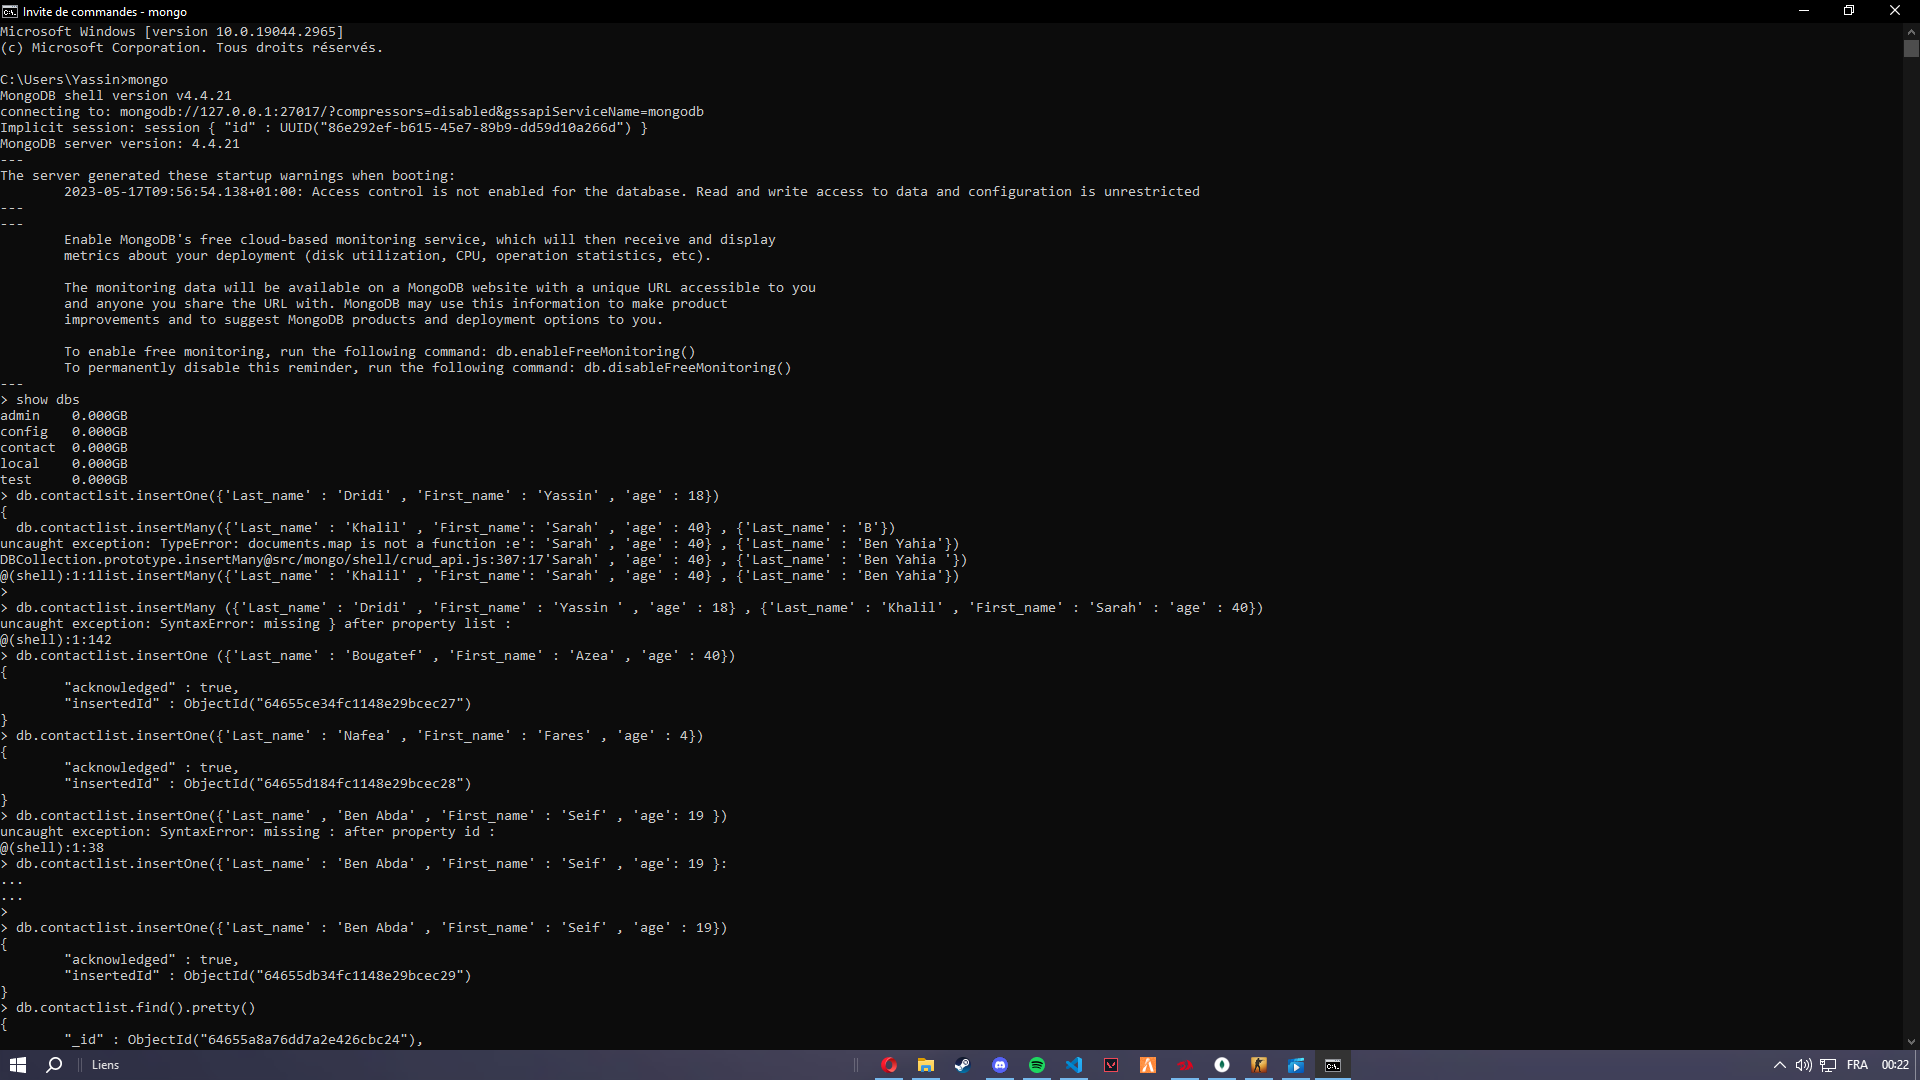 Invite de commandes - mongo
Microsoft Windows [version 10.0.19044.2965]
(c) Microsoft Corporation. Tous droits réservés.
C:\Users\Yassin>mongo
MongoDB shell version v4.4.21
connecting to: mongodb://127.0.0.1:27017/?compressors=disabled&gssapiServiceName=mongodb
Implicit session: session { "id" : UUID("86e292ef-b615-45e7-89b9-dd59d10a266d") }
MongoDB server version: 4.4.21
---
The server generated these startup warnings when booting:
2023-05-17T09:56:54.138+01:00: Access control is not enabled for the database. Read and write access to data and configuration is unrestricted
---
---
Enable MongoDB's free cloud-based monitoring service, which will then receive and display
metrics about your deployment (disk utilization, CPU, operation statistics, etc).
The monitoring data will be available on a MongoDB website with a unique URL accessible to you
and anyone you share the URL with. MongoDB may use this information to make product
improvements and to suggest MongoDB products and deployment options to you.
To enable free monitoring, run the following command: db.enableFreeMonitoring()
To permanently disable this reminder, run the following command: db.disableFreeMonitoring()
---
> show dbs
admin    0.000GB
config   0.000GB
contact  0.000GB
local    0.000GB
test     0.000GB
> db.contactlsit.insertOne({'Last_name' : 'Dridi' , 'First_name' : 'Yassin' , 'age' : 18})
{
db.contactlist.insertMany({'Last_name' : 'Khalil' , 'First_name': 'Sarah' , 'age' : 40} , {'Last_name' : 'B'})
uncaught exception: TypeError: documents.map is not a function :e': 'Sarah' , 'age' : 40} , {'Last_name' : 'Ben Yahia'})
DBCollection.prototype.insertMany@src/mongo/shell/crud_api.js:307:17'Sarah' , 'age' : 40} , {'Last_name' : 'Ben Yahia '})
@(shell):1:1list.insertMany({'Last_name' : 'Khalil' , 'First_name': 'Sarah' , 'age' : 40} , {'Last_name' : 'Ben Yahia'})
>
> db.contactlist.insertMany ({'Last_name' : 'Dridi' , 'First_name' : 'Yassin ' , 'age' : 18} , {'Last_name' : 'Khalil' , 'First_name' : 'Sarah' : 'age' : 40})
uncaught exception: SyntaxError: missing } after property list :
@(shell):1:142
> db.contactlist.insertOne ({'Last_name' : 'Bougatef' , 'First_name' : 'Azea' , 'age' : 40})
{
"acknowledged" : true,
"insertedId" : ObjectId("64655ce34fc1148e29bcec27")
}
> db.contactlist.insertOne({'Last_name' : 'Nafea' , 'First_name' : 'Fares' , 'age' : 4})
{
"acknowledged" : true,
"insertedId" : ObjectId("64655d184fc1148e29bcec28")
}
> db.contactlist.insertOne({'Last_name' , 'Ben Abda' , 'First_name' : 'Seif' , 'age': 19 })
uncaught exception: SyntaxError: missing : after property id :
@(shell):1:38
> db.contactlist.insertOne({'Last_name' : 'Ben Abda' , 'First_name' : 'Seif' , 'age': 19 }:
...
...
>
> db.contactlist.insertOne({'Last_name' : 'Ben Abda' , 'First_name' : 'Seif' , 'age' : 19})
{
"acknowledged" : true,
"insertedId" : ObjectId("64655db34fc1148e29bcec29")
}
> db.contactlist.find().pretty()
{
"_id" : ObjectId("64655a8a76dd7a2e426cbc24"),
Liens
FRA
00:22